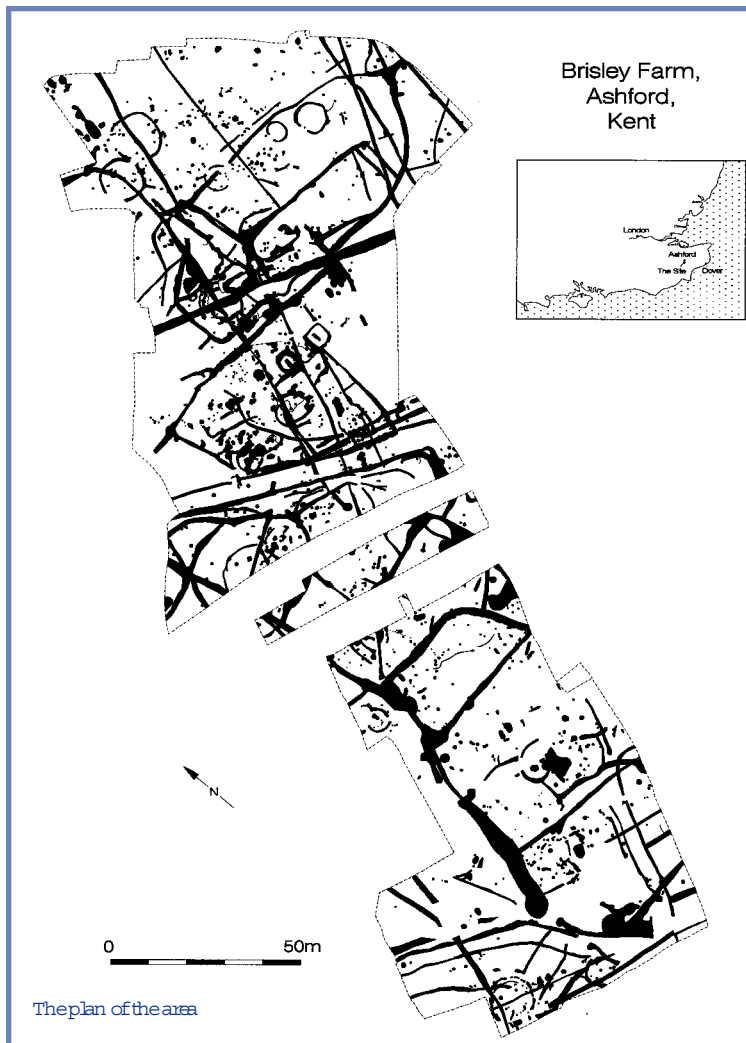 Brisley Farm,
Ashford,
Kent
London
Ashford
The Site
Dover
N
0 50m
The plan of the area